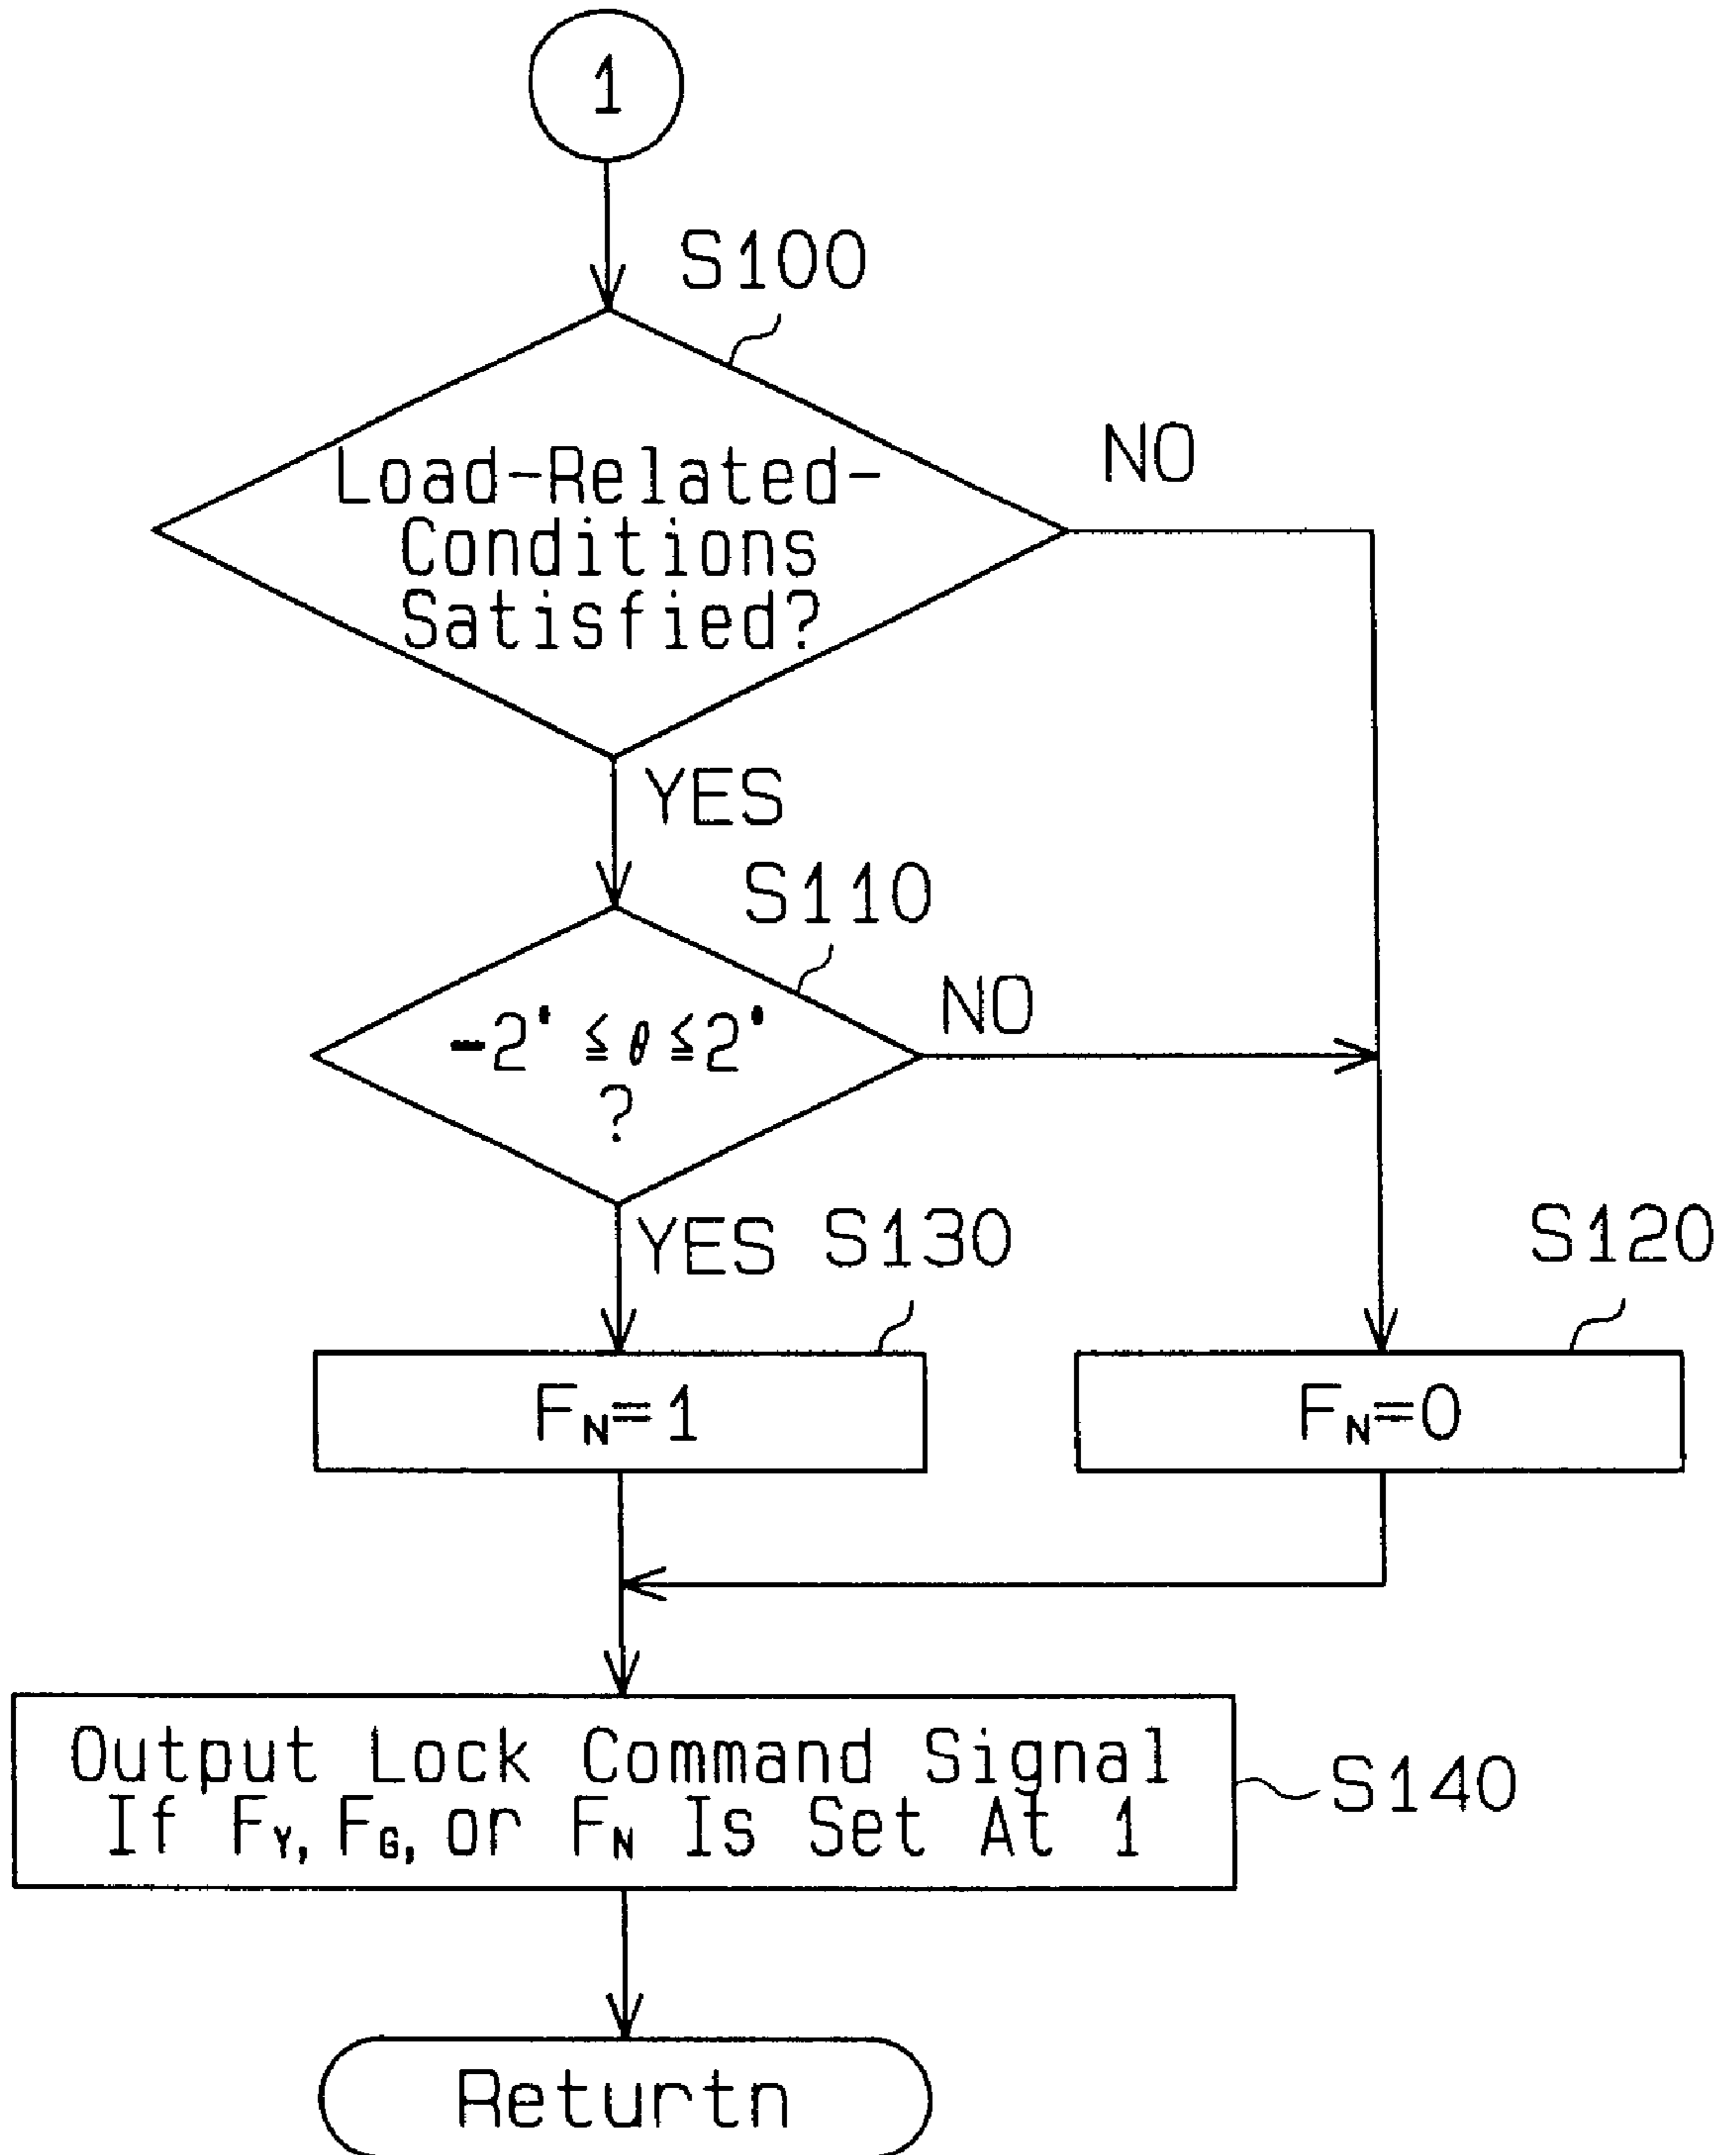 1
S100
Load-Related-
Conditions
Satisfied?
NO
YES
S110
-2° ≦ θ ≦2°
?
NO
YES
S130
S120
FN=1
FN=0
Output Lock Command Signal
If FY, FG, or FN Is Set At 1
S140
Returtn